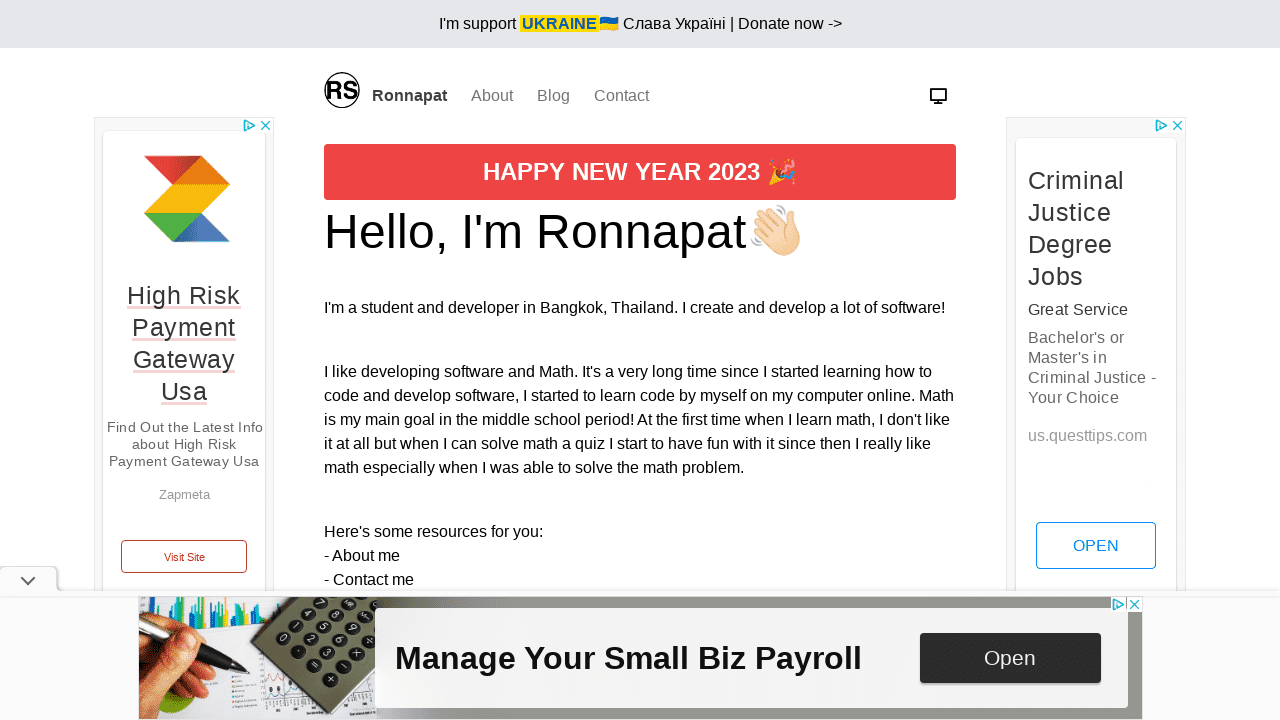 I'm support UKRAINE🇺🇦 Слава Україні | Donate now ->
RS
Ronnapat
About
Blog
Contact
HAPPY NEW YEAR 2023 🎉
Hello, I'm Ronnapat👋🏻
I'm a student and developer in Bangkok, Thailand. I create and develop a lot of software!
I like developing software and Math. It's a very long time since I started learning how to
code and develop software, I started to learn code by myself on my computer online. Math
is my main goal in the middle school period! At the first time when I learn math, I don't like
it at all but when I can solve math a quiz I start to have fun with it since then I really like
math especially when I was able to solve the math problem.
Here's some resources for you:
- About me
- Contact me
High Risk
Payment
Gateway
Usa
Find Out the Latest Info
about High Risk
Payment Gateway Usa
Zapmeta
Visit Site
Criminal
Justice
Degree
Jobs
Great Service
Bachelor's or
Master's in
Criminal Justice -
Your Choice
us.questtips.com
OPEN
Manage Your Small Biz Payroll
Open